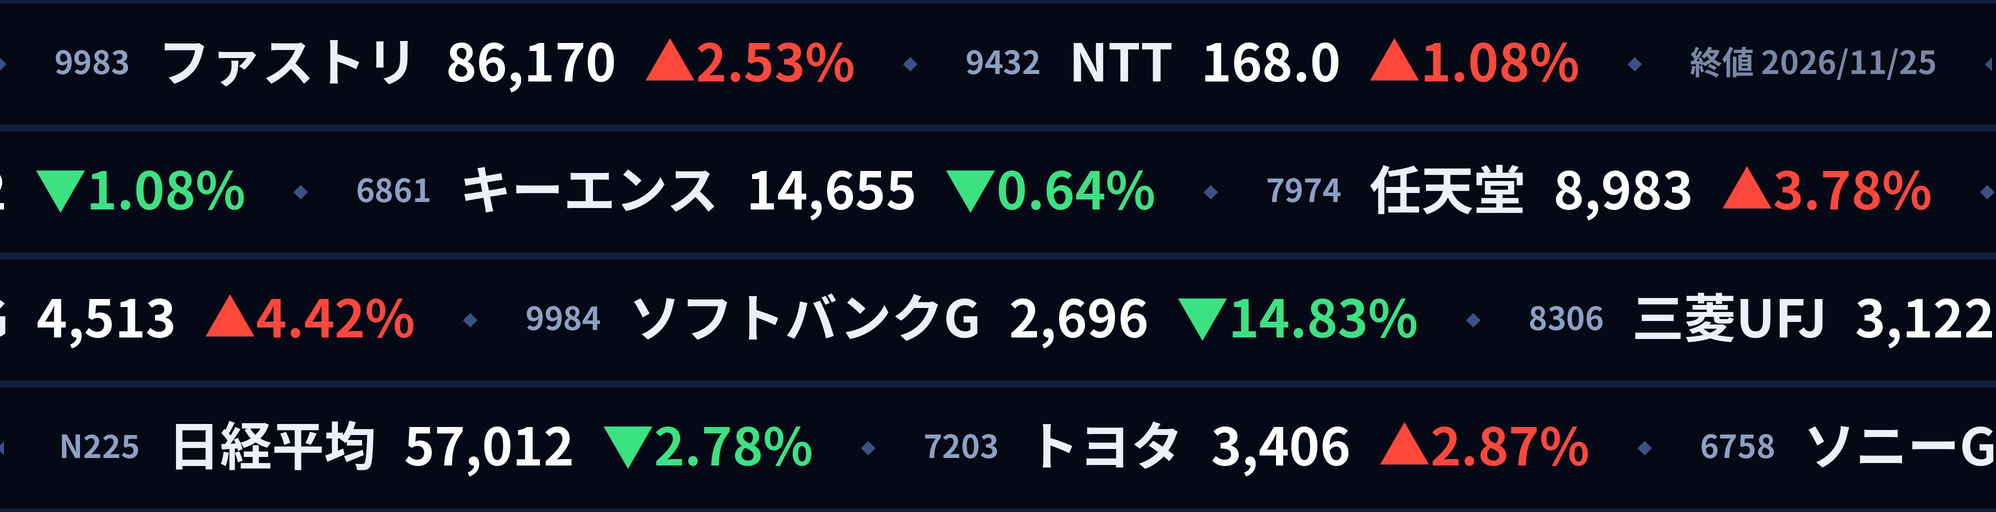 ◆ 9983 ファストリ 86,170 ▲2.53% ◆ 9432 NTT 168.0 ▲1.08% ◆ 終値 2026/11/25 ◆
▼1.08% ◆ 6861 キーエンス 14,655 ▼0.64% ◆ 7974 任天堂 8,983 ▲3.78% ◆
G 4,513 ▲4.42% ◆ 9984 ソフトバンクG 2,696 ▼14.83% ◆ 8306 三菱UFJ 3,122
◆ N225 日経平均 57,012 ▼2.78% ◆ 7203 トヨタ 3,406 ▲2.87% ◆ 6758 ソニーG